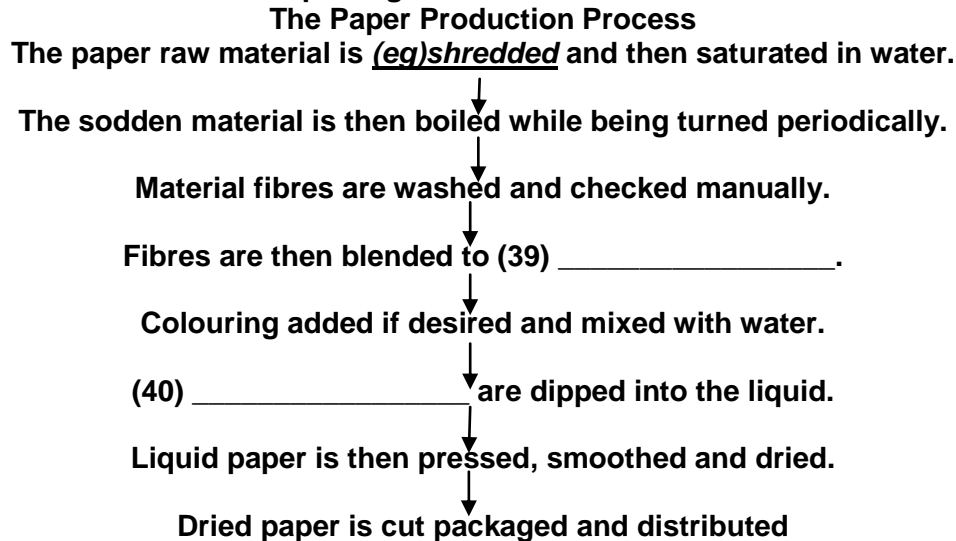 The Paper Production Process
The paper raw material is (eg)shredded and then saturated in water.
The sodden material is then boiled while being turned periodically.
Material fibres are washed and checked manually.
Fibres are then blended to (39) _________________.
Colouring added if desired and mixed with water.
(40) _________________ are dipped into the liquid.
Liquid paper is then pressed, smoothed and dried.
Dried paper is cut packaged and distributed